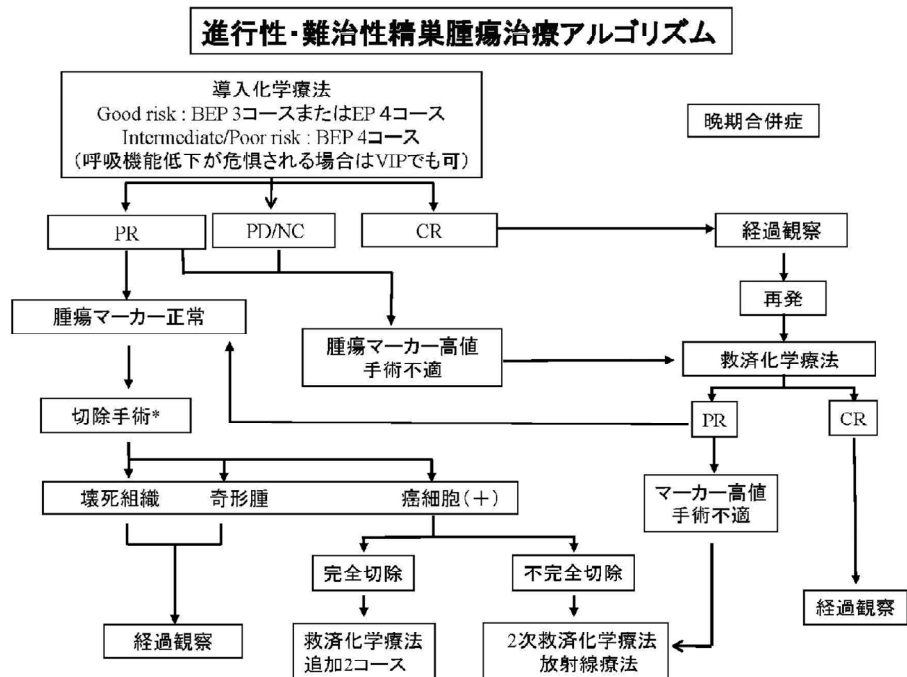 進行性・難治性精巣腫瘍治療アルゴリズム
導入化学療法
Good risk : BEP 3コースまたはEP 4コース
Intermediate/Poor risk : BEP 4コース
（呼吸機能低下が危惧される場合はVIPでも可）
晩期合併症
PR
PD/NC
CR
経過観察
再発
腫瘍マーカー正常
腫瘍マーカー高値
手術不適
救済化学療法
切除手術*
PR
CR
壊死組織
奇形腫
癌細胞（＋）
マーカー高値
手術不適
完全切除
不完全切除
経過観察
経過観察
救済化学療法
追加2コース
2次救済化学療法
放射線療法